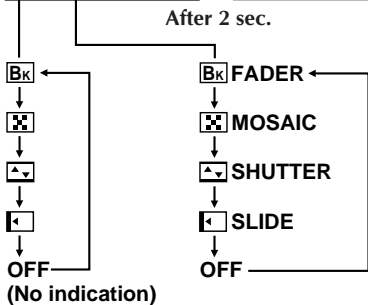 After 2 sec.
BK BK FADER
MOSAIC
SHUTTER
SLIDE
OFF OFF
(No indication)